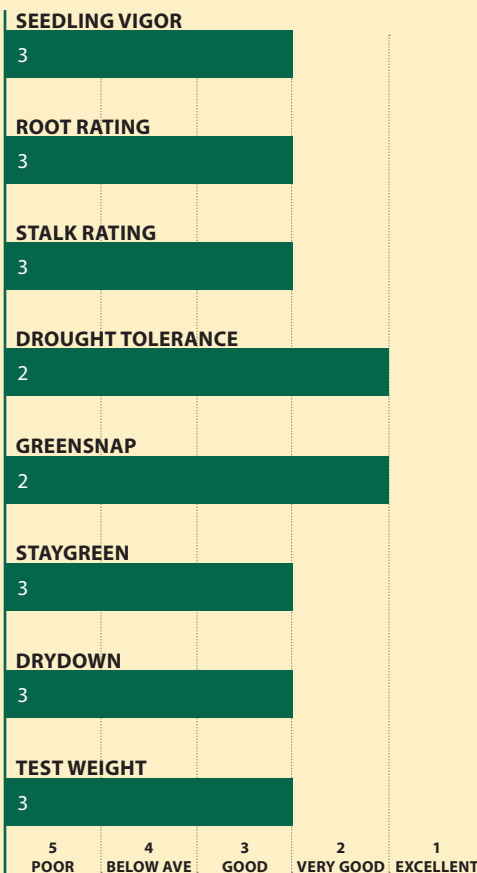 SEEDLING VIGOR
3
ROOT RATING
3
STALK RATING
3
DROUGHT TOLERANCE
2
GREENSNAP
2
STAYGREEN
3
DRYDOWN
3
TEST WEIGHT
3
5 4 3 2 1
POOR BELOW AVE GOOD VERY GOOD EXCELLENT